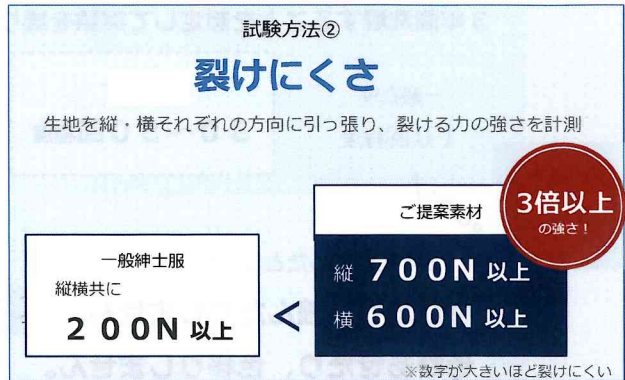 試験方法②
裂けにくさ
生地を縦・横それぞれの方向に引っ張り、裂ける力の強さを計測
3倍以上
の強さ！
ご提案素材
縦 700N 以上
横 600N 以上
一般紳士服
縦横共に
200N 以上
<
※数字が大きいほど裂けにくい